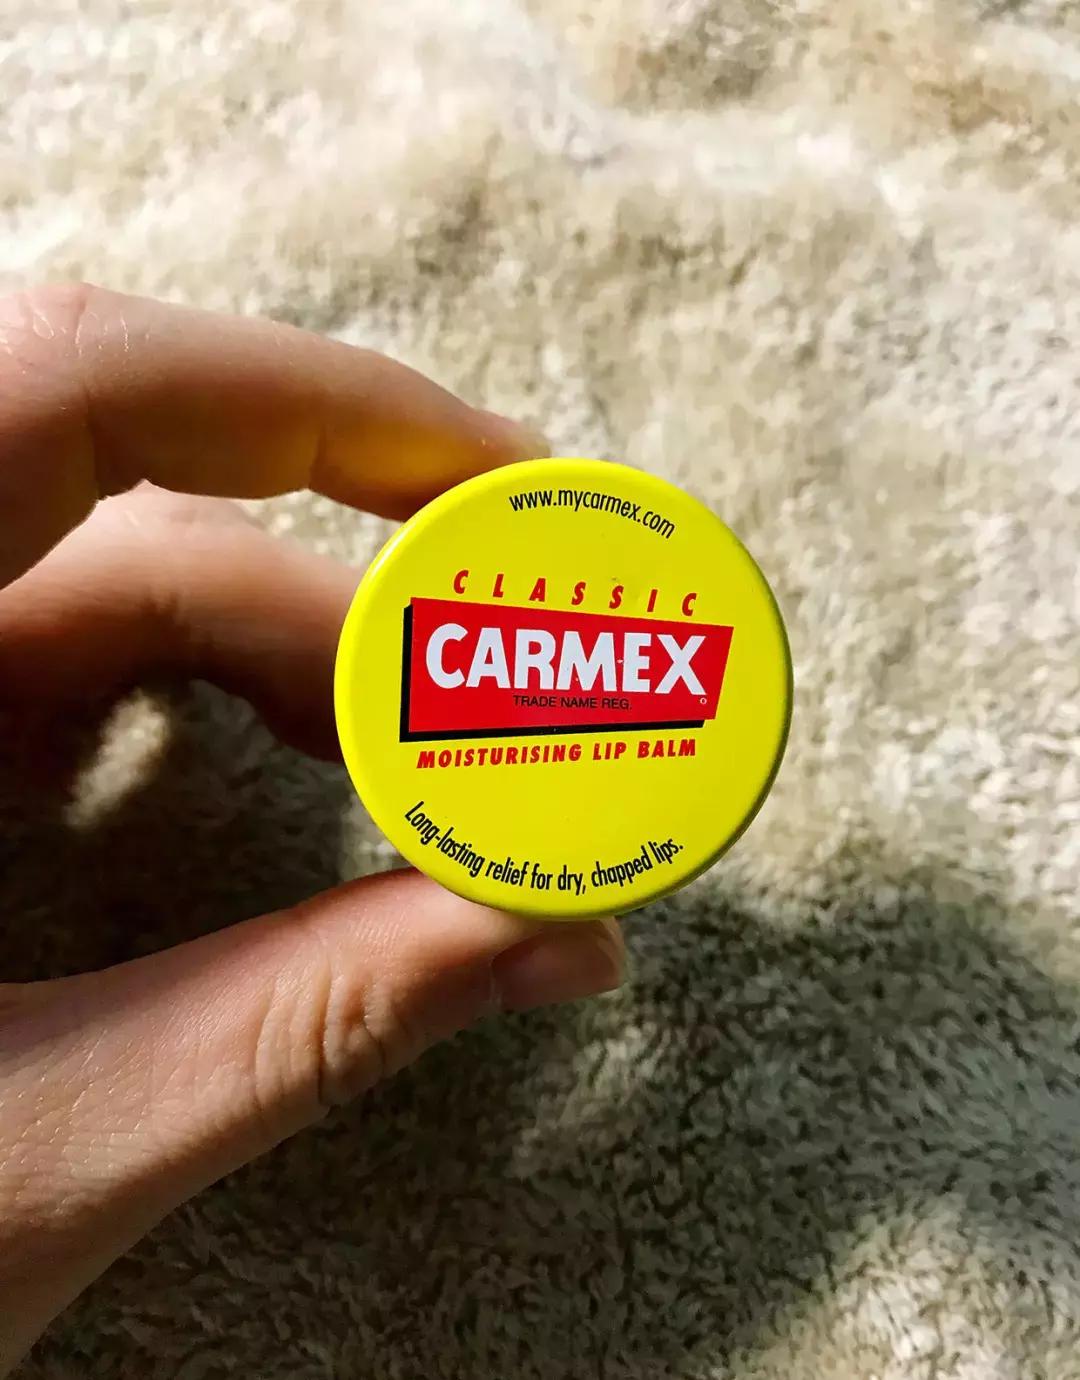 www.mycarmex.com
CLASSIC
CARMEX
TRADE NAME REG.
MOISTURISING LIP BALM
Long-lasting relief for dry, chapped lips.